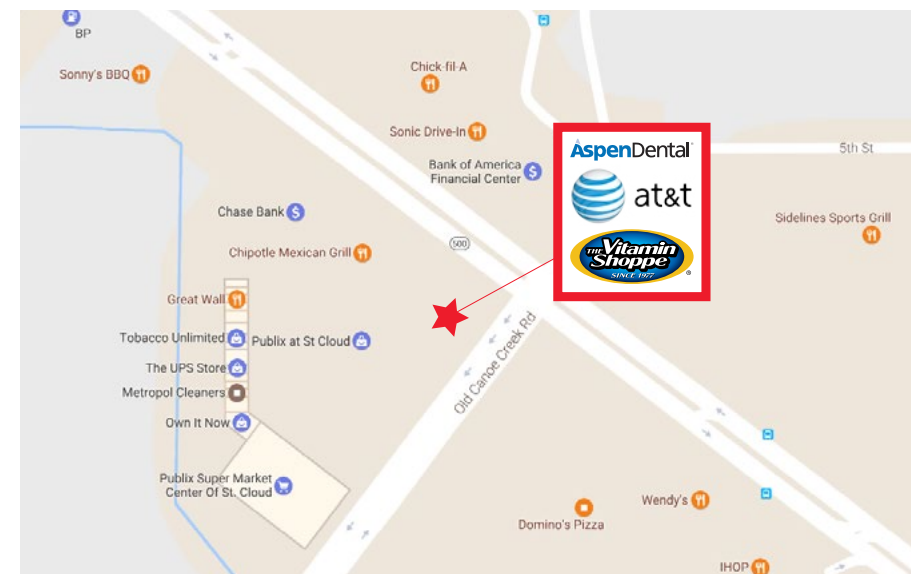 BP
Sonny's BBQ
Chick-fil-A
Sonic Drive-In
Bank of America
Financial Center
AspenDental
at&t
THE Vitamin
Shoppe
SINCE 1977
®
5th St
Sidelines Sports Grill
Chase Bank
500
Chipotle Mexican Grill
Great Wall
Tobacco Unlimited
Publix at St Cloud
The UPS Store
Metropol Cleaners
Own It Now
Old Canoe Creek Rd
Publix Super Market
Center Of St. Cloud
Wendy's
Domino's Pizza
IHOP